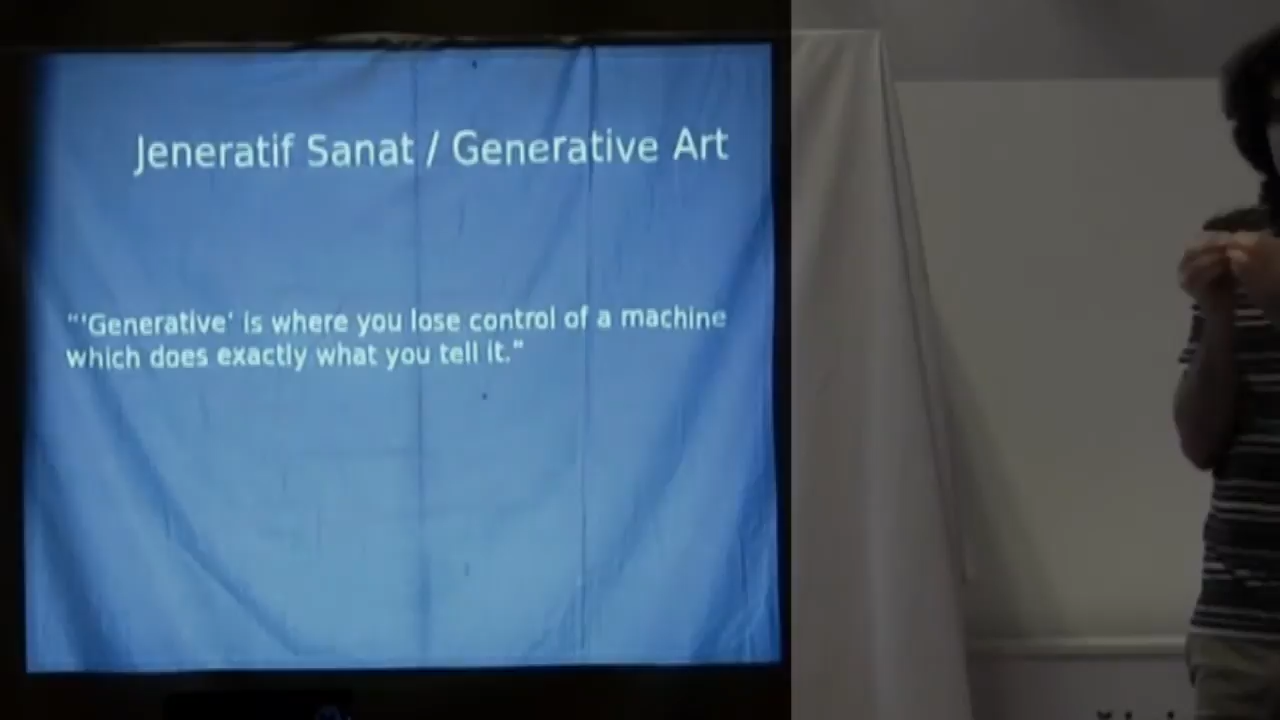 Jeneratif Sanat / Generative Art
“'Generative' is where you lose control of a machine
which does exactly what you tell it.”